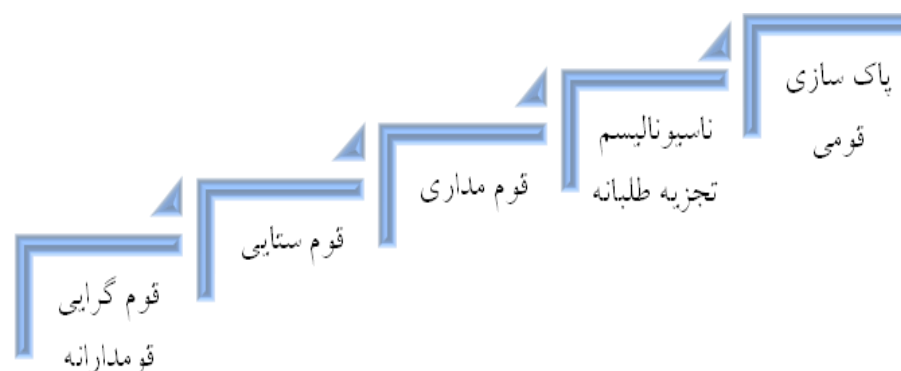 قوم گرایی
قومدارانه
قوم ستایی
قوم مداری
ناسیونالیسم
تجزیه طلبانه
پاک سازی
قومی